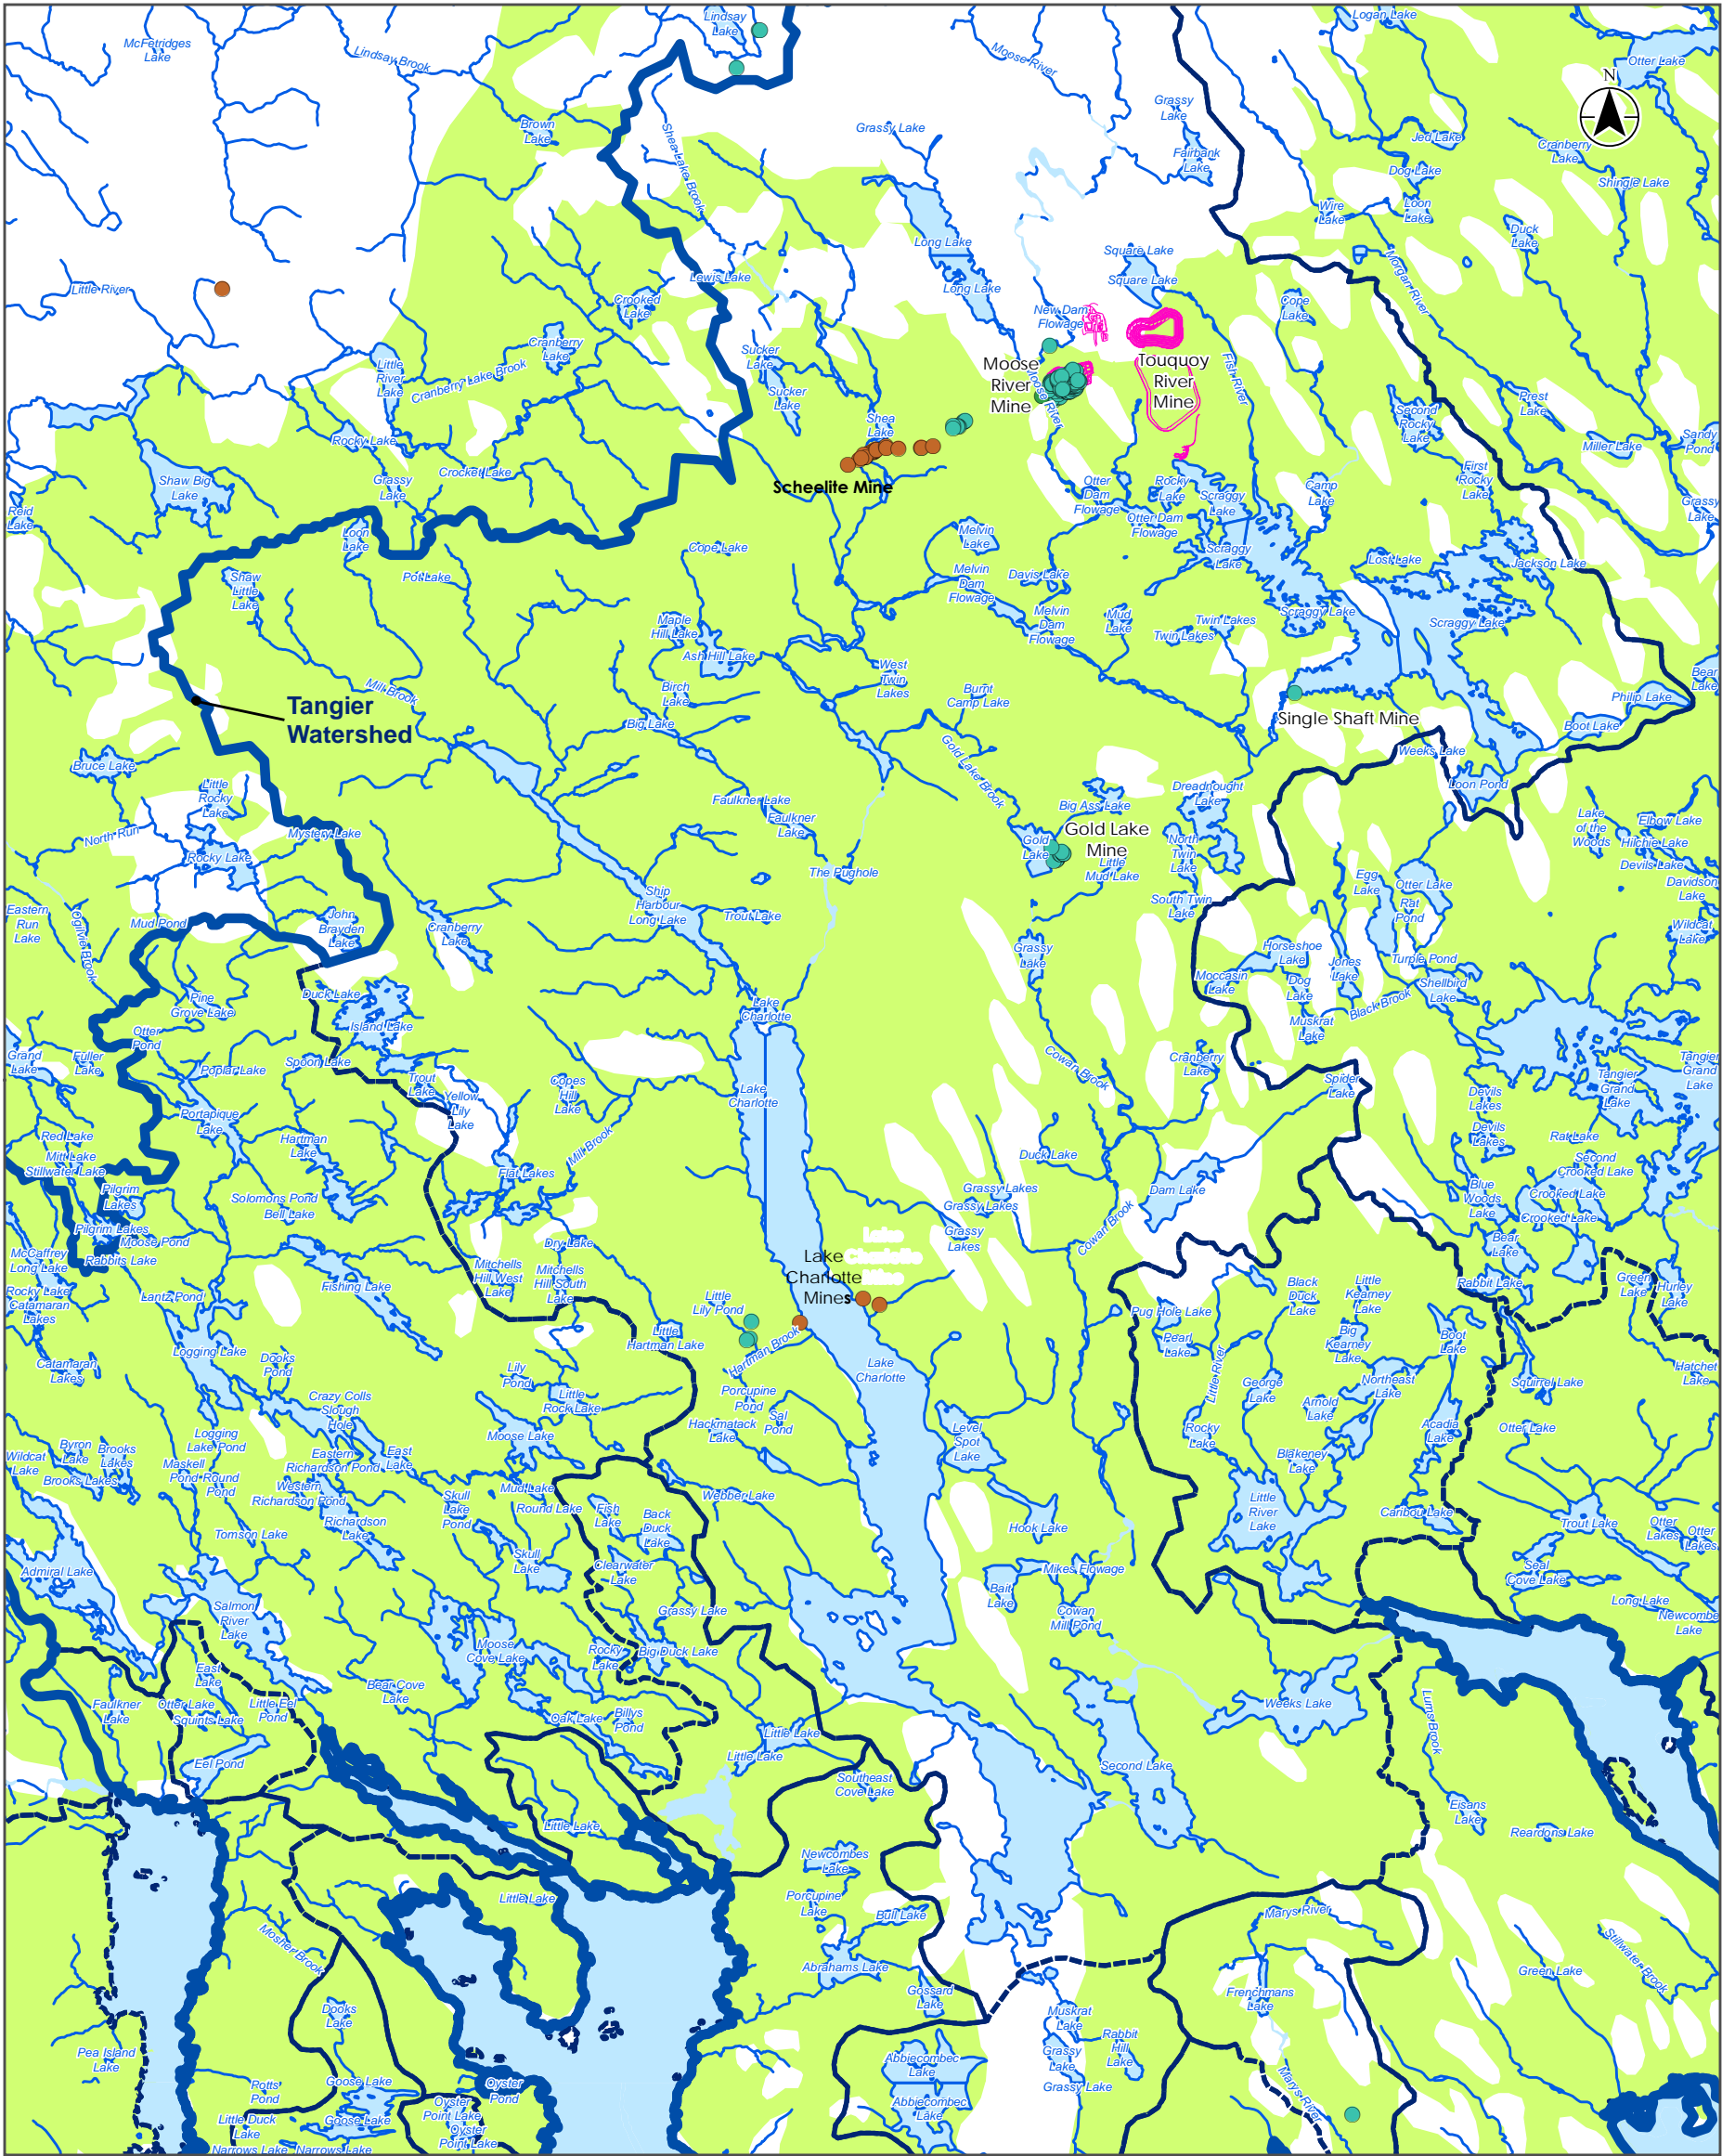 Lindsay
Lake
Logan Lake
McFetridges
Lake
Lindsay Brook
Moose River
Otter Lake
N
Grassy
Lake
Brown
Lake
Shea Lake Brook
Grassy Lake
Fairbank
Lake
Jed Lake
Cranberry
Lake
Dog Lake
Shingle Lake
Wire
Lake
Loon
Lake
Duck
Lake
Long Lake
Square Lake
Square Lake
Morgan River
Little River
Lewis Lake
Long Lake
Crooked
Lake
New Dam
Flowage
Cope
Lake
Cranberry
Lake
Sucker
Lake
Little
River
Lake
Cranberry Lake Brook
Moose
River
Mine
Moose River
Touquoy
River
Mine
Fish River
Sucker
Lake
Prest
Lake
Shea
Lake
Second
Rocky
Lake
Rocky Lake
Miller Lake
Sandy
Pond
Crocket Lake
Scheelite Mine
Shaw Big
Lake
Grassy
Lake
Otter
Dam
Flowage
Rocky
Lake
Scraggy
Lake
Camp
Lake
First
Rocky
Lake
Grassy
Lake
Reid
Lake
Otter Dam
Flowage
Loon
Lake
Melvin
Lake
Cope Lake
Scraggy
Lake
Lost Lake
Jackson Lake
Shaw
Little
Lake
Pot Lake
Melvin
Dam
Flowage
Davis Lake
Melvin
Dam
Flowage
Mud
Lake
Twin Lakes
Twin Lakes
Scraggy Lake
Scraggy Lake
Maple
Hill Lake
Ash Hill Lake
West
Twin
Lakes
Bear
Lake
Mill Brook
Birch
Lake
Burnt
Camp Lake
Philip Lake
Tangier
Watershed
Big Lake
Single Shaft Mine
Boot Lake
Weeks Lake
Bruce Lake
Gold Lake Brook
Little
Rocky
Lake
Faulkner Lake
Faulkner
Lake
Big Ass Lake
Dreadnought
Lake
Loon Pond
North Run
Mystery Lake
Gold
Lake
Gold Lake
Mine
North
Twin
Lake
Lake
of the
Woods
Elbow Lake
Hilchie Lake
Devils Lake
Rocky Lake
The Pughole
Little
Mud Lake
Egg
Lake
Otter Lake
Davidson
Lake
Ship
Harbour
Long Lake
Trout Lake
South Twin
Lake
Rat
Pond
Eastern
Run
Lake
Ogilvie Brook
Mud Pond
John
Brayden
Lake
Cranberry
Lake
Wildcat
Lake
Grassy
Lake
Horseshoe
Lake
Jones
Lake
Turple Pond
Moccasin
Lake
Dog
Lake
Shellbird
Lake
Pine
Grove Lake
Duck Lake
Island Lake
Lake
Charlotte
Black Brook
Muskrat
Lake
Otter
Pond
Grand
Lake
Fuller
Lake
Poplar Lake
Spoon Lake
Cowan Brook
Cranberry
Lake
Spider
Lake
Tangier
Grand
Lake
Tangier
Grand
Lake
Trout
Lake
Yellow
Lily
Lake
Copes
Hill
Lake
Lake
Charlotte
Devils
Lakes
Portapique
Lake
Devils
Lakes
Red Lake
Hartman
Lake
Mill Brook
Rat Lake
Mitt Lake
Stillwater Lake
Flat Lakes
Duck Lake
Second
Crooked Lake
Pilgrim
Lakes
Solomons Pond
Bell Lake
Grassy Lakes
Grassy Lakes
Dam Lake
Blue
Woods
Lake
Crooked Lake
Crooked Lake
Pilgrim Lakes
Moose Pond
Rabbits Lake
Dry Lake
Grassy
Lakes
Cowan Brook
Bear
Lake
McCaffrey
Long Lake
Fishing Lake
Mitchells
Hill West
Lake
Mitchells
Hill South
Lake
Lake
Charlotte
Mines
Lake
Charlotte
Mines
Rocky Lake
Catamaran
Lakes
Lantz Pond
Little
Lily Pond
Black
Duck
Lake
Little
Kearney
Lake
Rabbit Lake
Green
Lake
Hurley
Lake
Pug Hole Lake
Pearl
Lake
Little
Hartman Lake
Hartman Brook
Big
Kearney
Lake
Boot
Lake
Logging Lake
Catamaran
Lakes
Dooks
Pond
Lake
Charlotte
Little River
Hatchet
Lake
Lily
Pond
George
Lake
Northeast
Lake
Squirrel Lake
Crazy Colls
Slough
Hole
Little
Rock Lake
Porcupine
Pond
Sal
Pond
Arnold
Lake
Hackmatack
Lake
Level
Spot
Lake
Rocky
Lake
Acadia
Lake
Otter Lake
Logging
Lake Pond
Moose Lake
Wildcat
Lake
Byron
Lake
Brooks
Lakes
Brooks Lakes
Maskell
Pond
Round
Pond
Eastern
Richardson Pond
East
Lake
Blakeney
Lake
Western
Richardson Pond
Mud Lake
Webber Lake
Skull
Lake
Pond
Round Lake
Fish
Lake
Back
Duck
Lake
Little
River
Lake
Caribou Lake
Richardson
Lake
Hook Lake
Trout Lake
Otter
Lakes
Otter
Lakes
Tomson Lake
Admiral Lake
Skull
Lake
Clearwater
Lake
Mikes Flowage
Seal
Cove Lake
Bait
Lake
Grassy Lake
Cowan
Mill Pond
Long Lake
Newcombe
Lake
Salmon
River
Lake
Moose
Cove Lake
Rocky
Lake
Big Duck Lake
East
Lake
Bear Cove
Lake
Faulkner
Lake
Otter Lake
Squints Lake
Little Eel
Pond
Oak Lake
Billys
Pond
Little Lake
Weeks Lake
Lums Brook
Eel Pond
Little Lake
Southeast
Cove Lake
Second Lake
Eisans
Lake
Little Lake
Reardons Lake
Newcombes
Lake
Little Lake
Porcupine
Lake
Bull Lake
Marys River
Mosher Brook
Abrahams Lake
Stillwater Brook
Green Lake
Gossard
Lake
Frenchmans
Lake
Dooks
Lake
Muskrat
Lake
Rabbit
Hill
Lake
Pea Island
Lake
Abbiecombec
Lake
Grassy
Lake
Grassy Lake
Goose Lake
Potts
Pond
Oyster
Pond
Marys River
Abbiecombec
Lake
Little Duck
Lake
Goose Lake
Oyster
Point Lake
Oyster
Point Lake
Narrows Lake
Narrows Lake